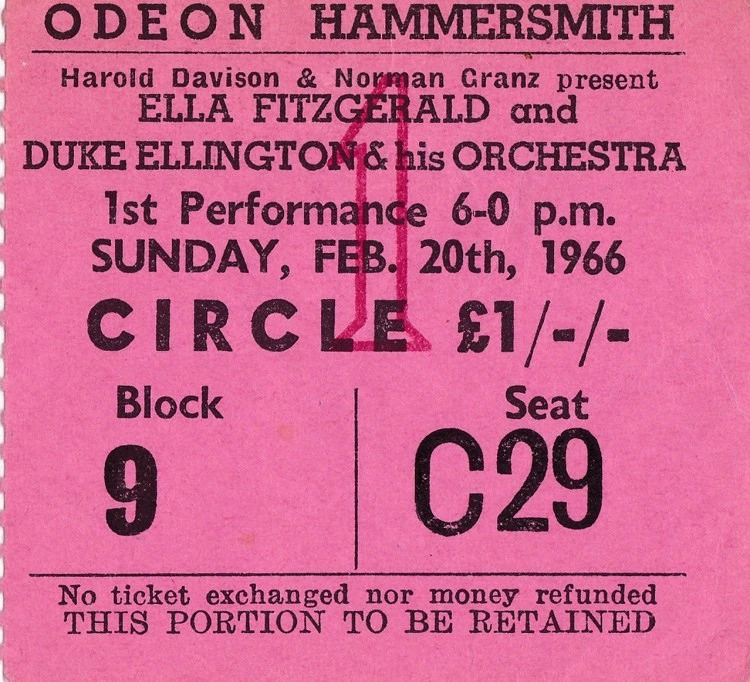 ODEON HAMMERSMITH
Harold Davison & Norman Granz present
ELLA FITZGERALD and
DUKE ELLINGTON & his ORCHESTRA
1
1st Performance 6-0 p.m.
SUNDAY, FEB. 20th, 1966
CIRCLE £1/-/-
Block
9
Seat
C29
No ticket exchanged nor money refunded
THIS PORTION TO BE RETAINED